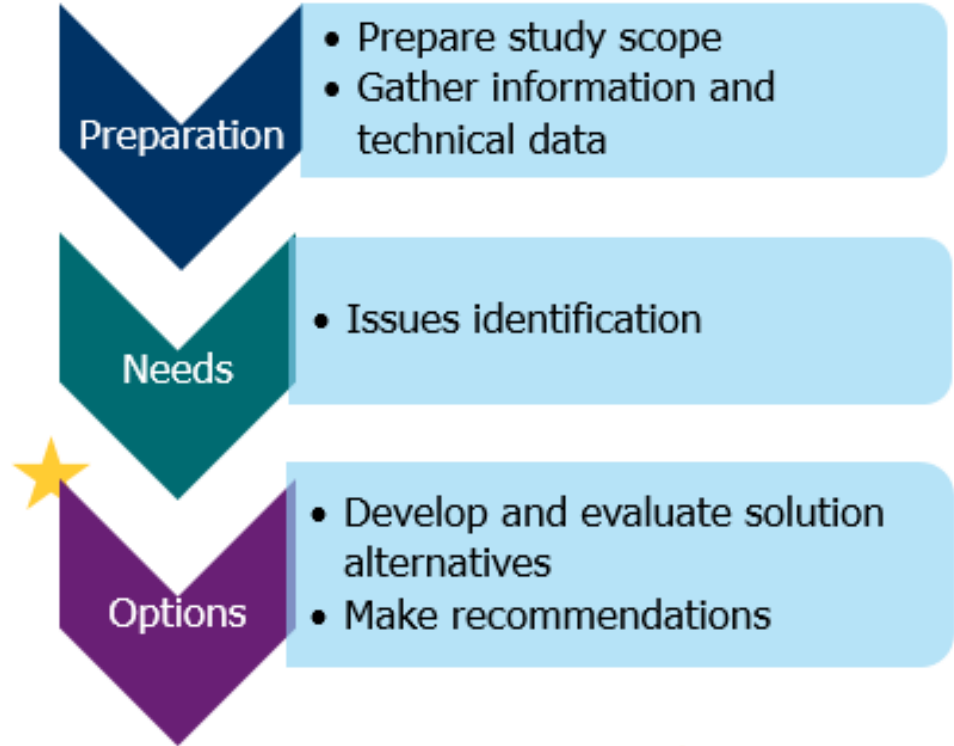 Preparation
• Prepare study scope
• Gather information and
technical data
Needs
• Issues identification
Options
• Develop and evaluate solution
alternatives
• Make recommendations